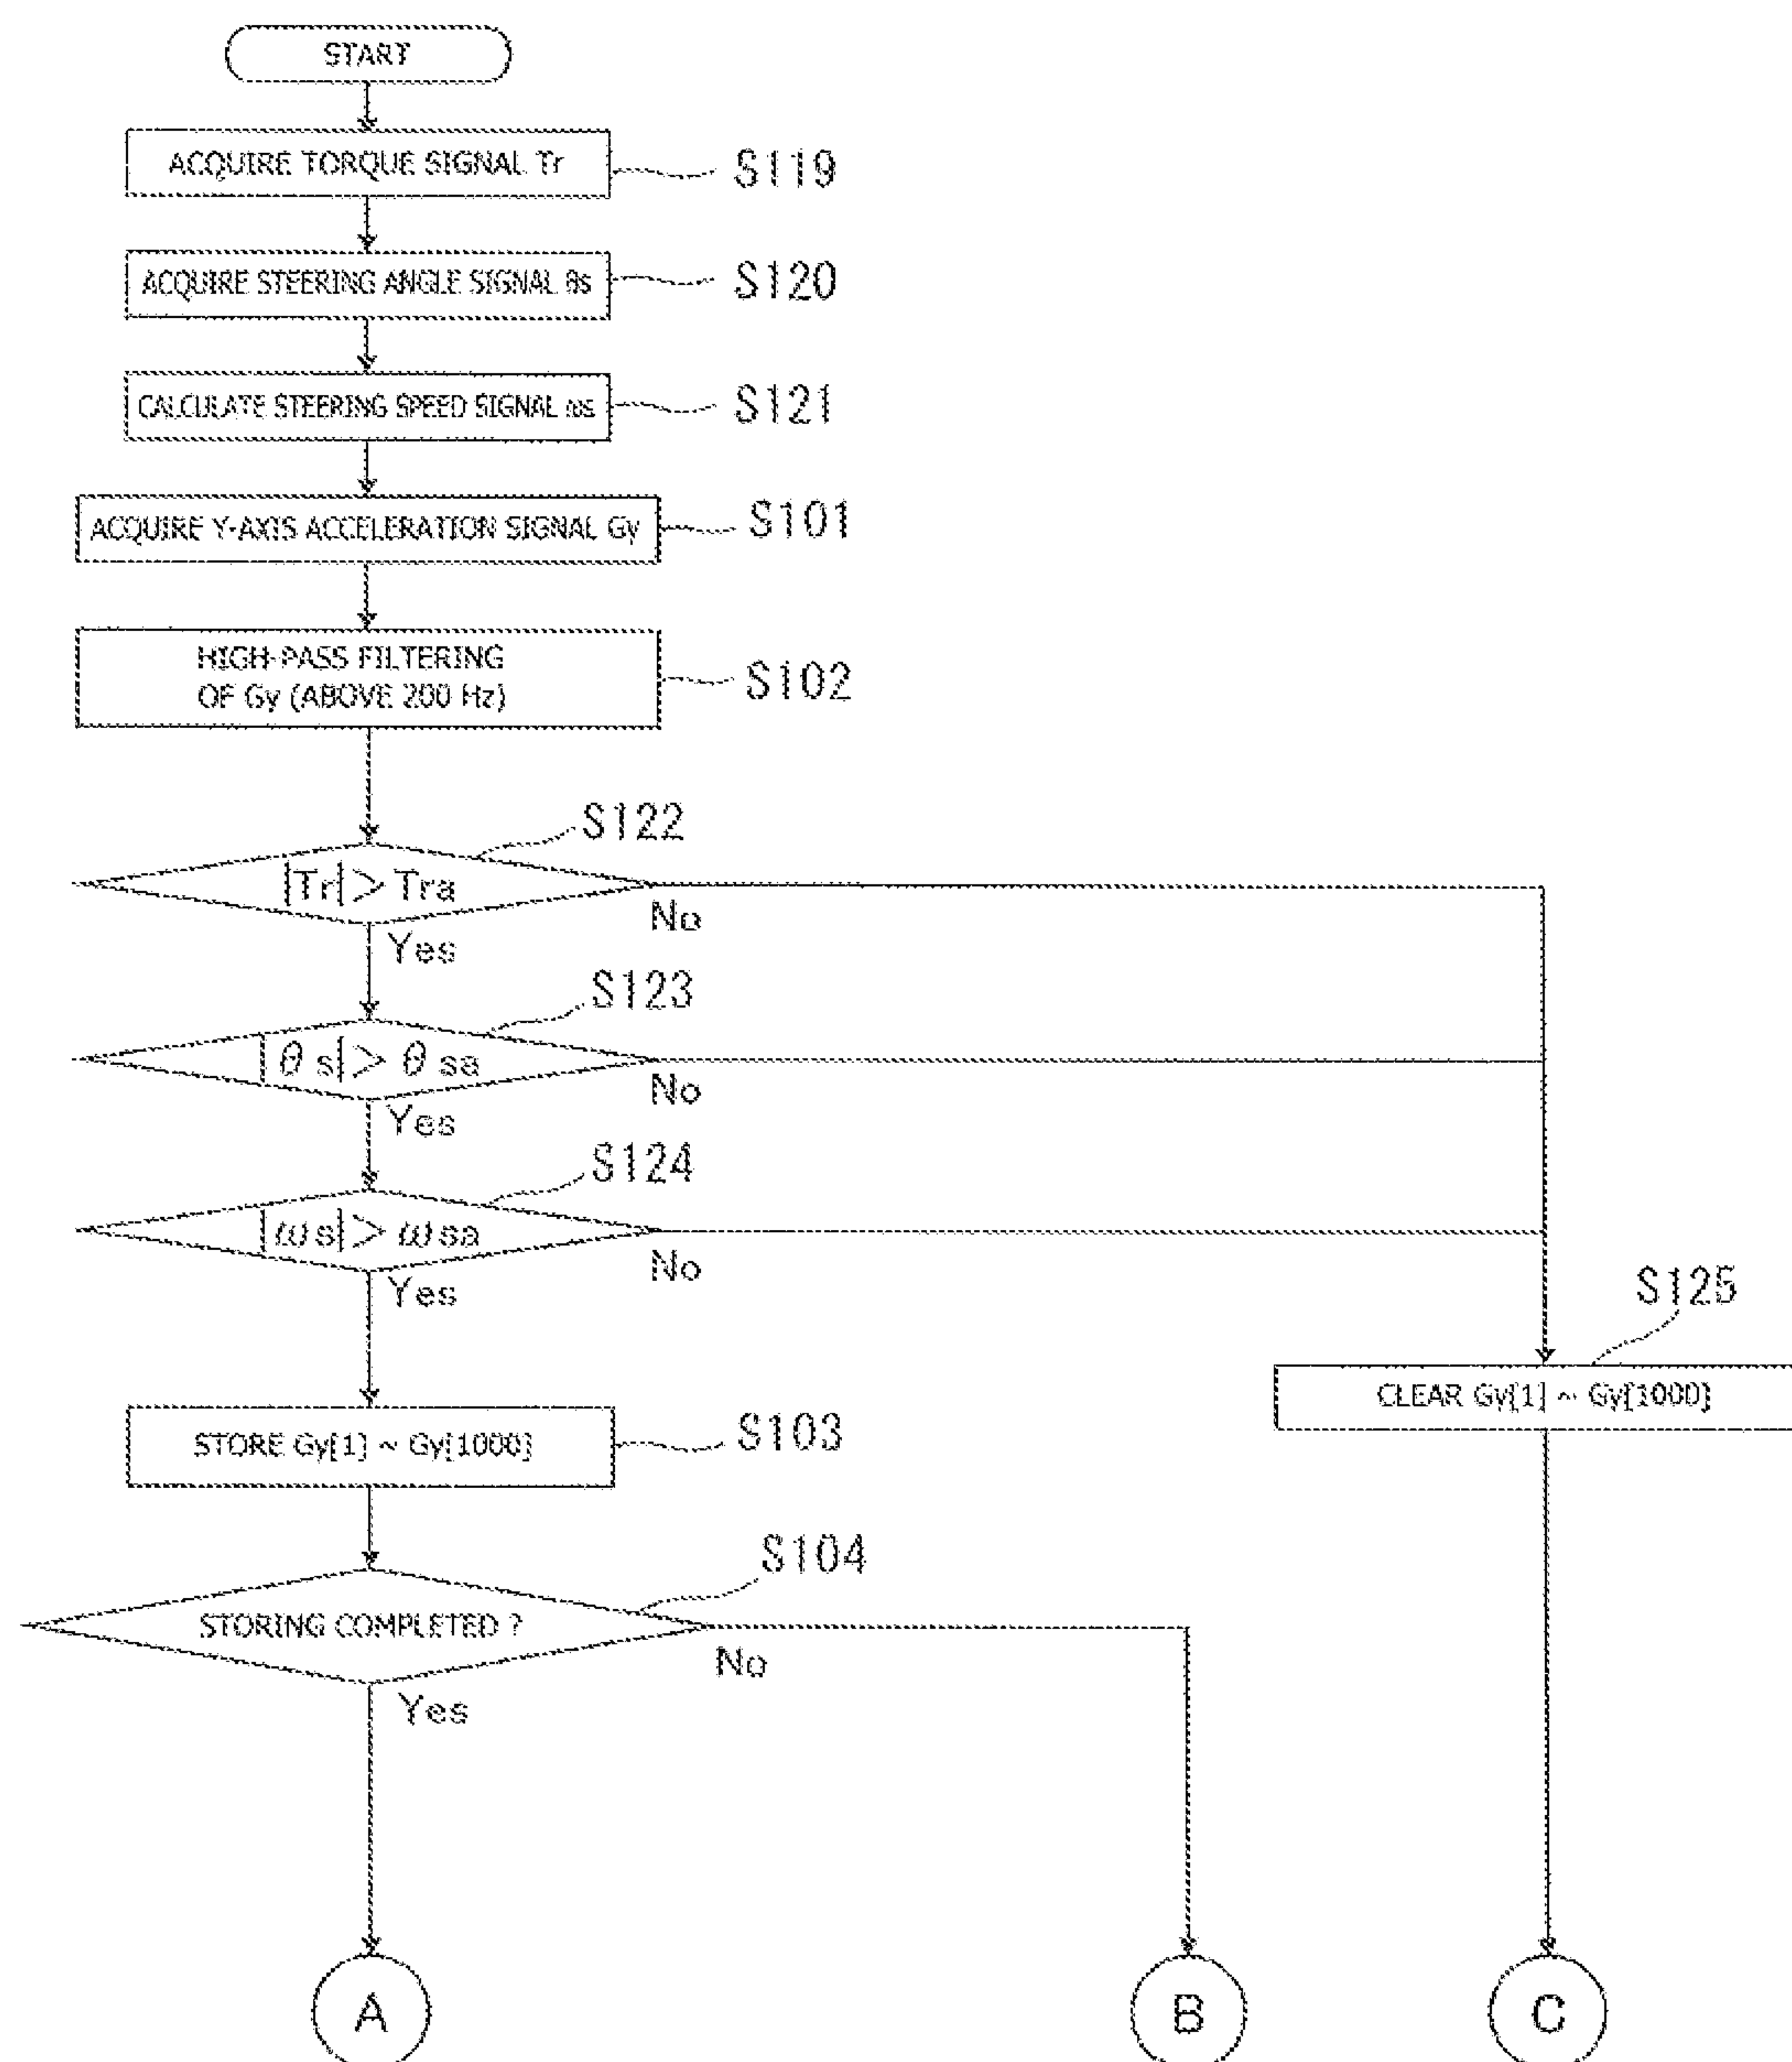 START
ACQUIRE TORQUE SIGNAL Tr
S119
ACQUIRE STEERING ANGLE SIGNAL θs
S120
CALCULATE STEERING SPEED SIGNAL ωs
S121
ACQUIRE Y-AXIS ACCELERATION SIGNAL Gy
S101
HIGH-PASS FILTERING
OF Gy (ABOVE 200 Hz)
S102
S122
|Tr| > Tra
No
Yes
S123
|θs| > θsa
No
Yes
S124
|ωs| > ωsa
No
Yes
S125
CLEAR Gy[1] ~ Gy[1000]
STORE Gy[1] ~ Gy[1000]
S103
S104
STORING COMPLETED ?
No
Yes
A
B
C